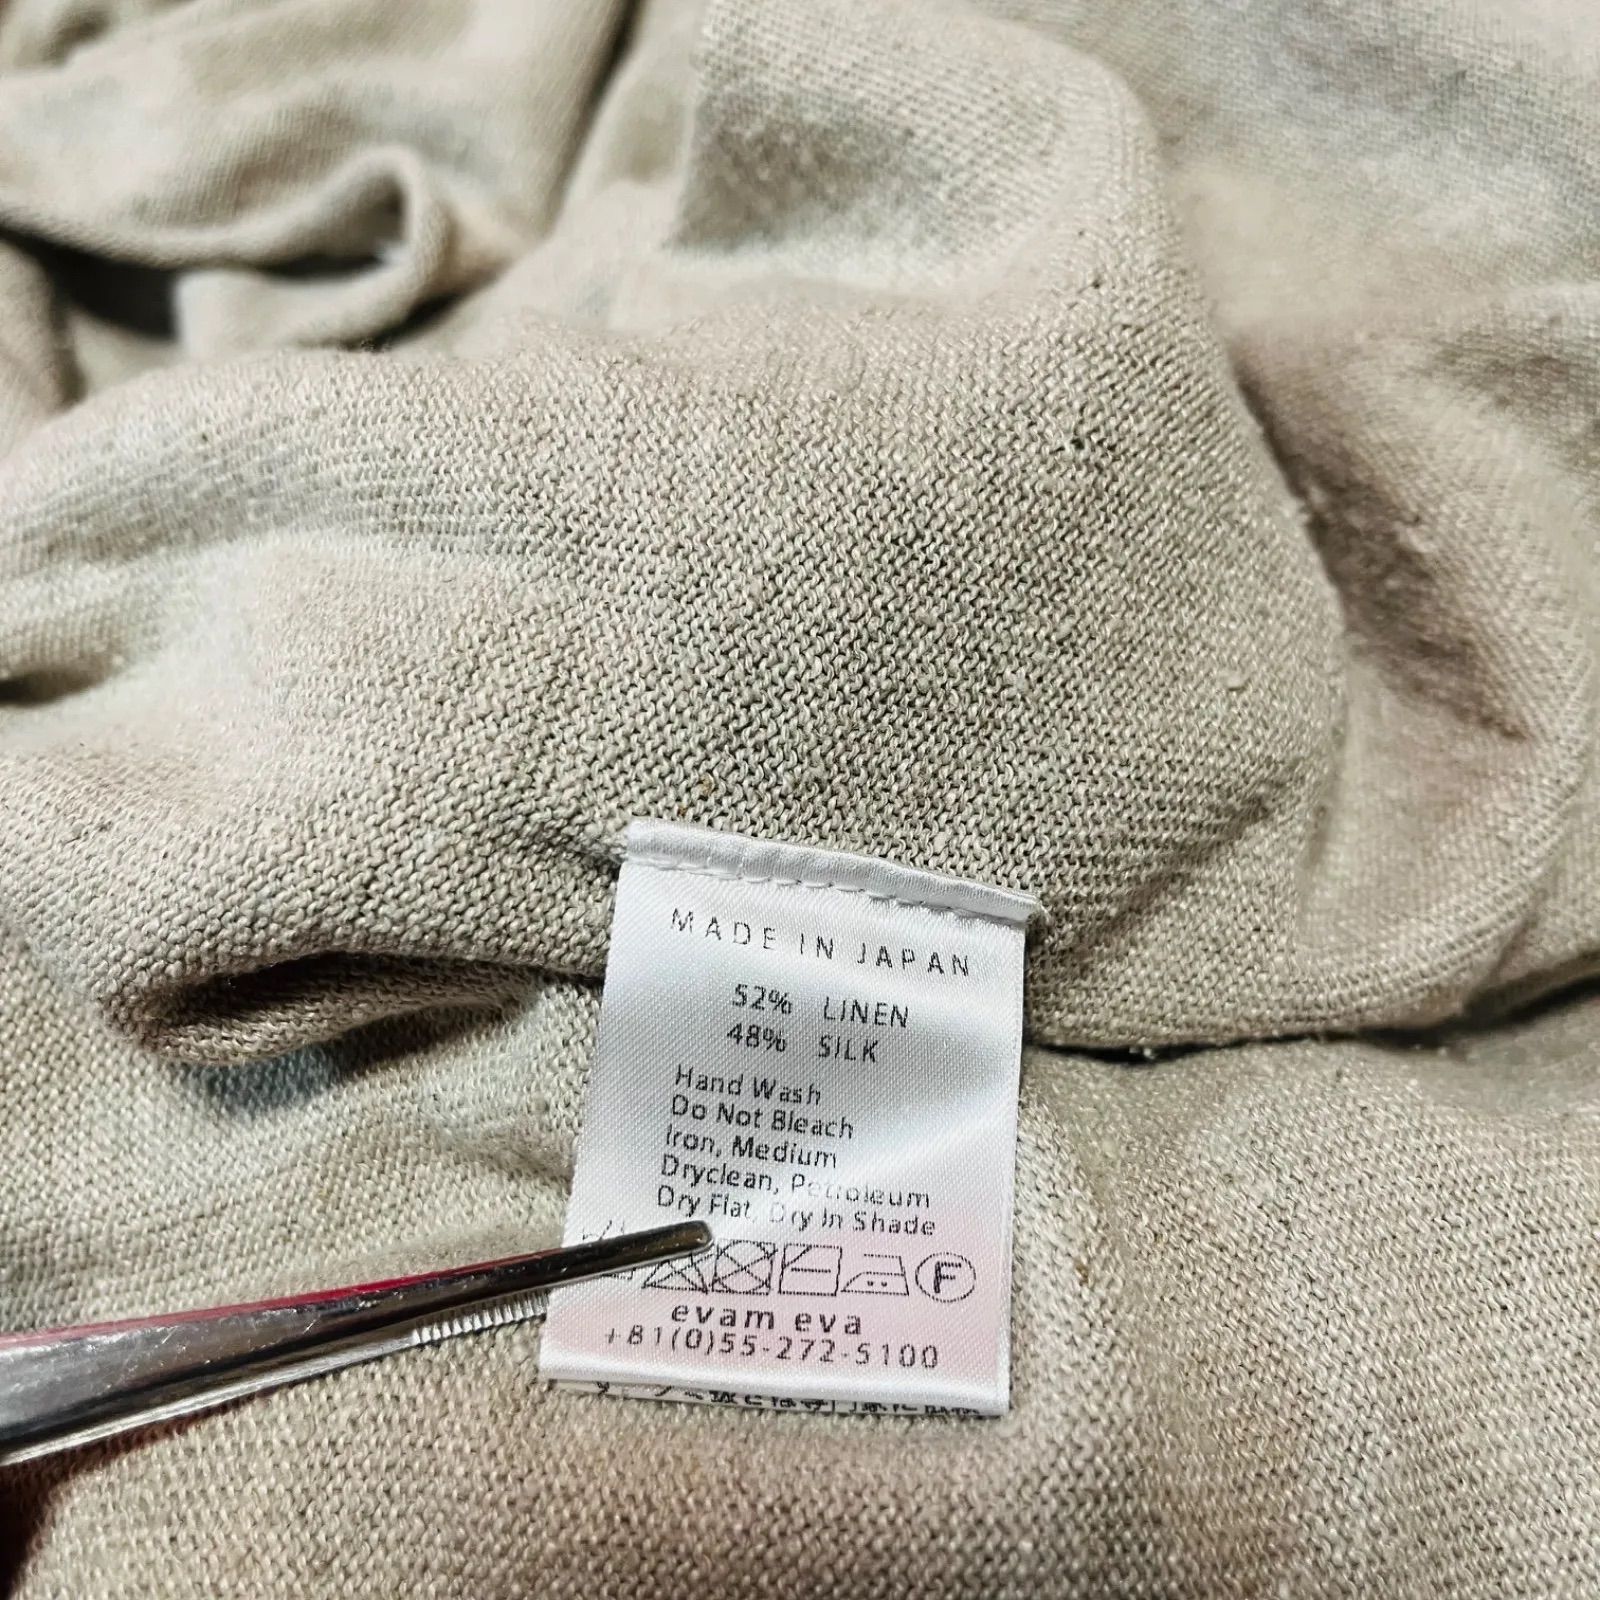 MADE IN JAPAN
52% LINEN
48% SILK
Hand Wash
Do Not Bleach
Iron, Medium
Dryclean, Petroleum
Dry Flat, Dry In Shade
F
evam eva
+81(0)55-272-5100